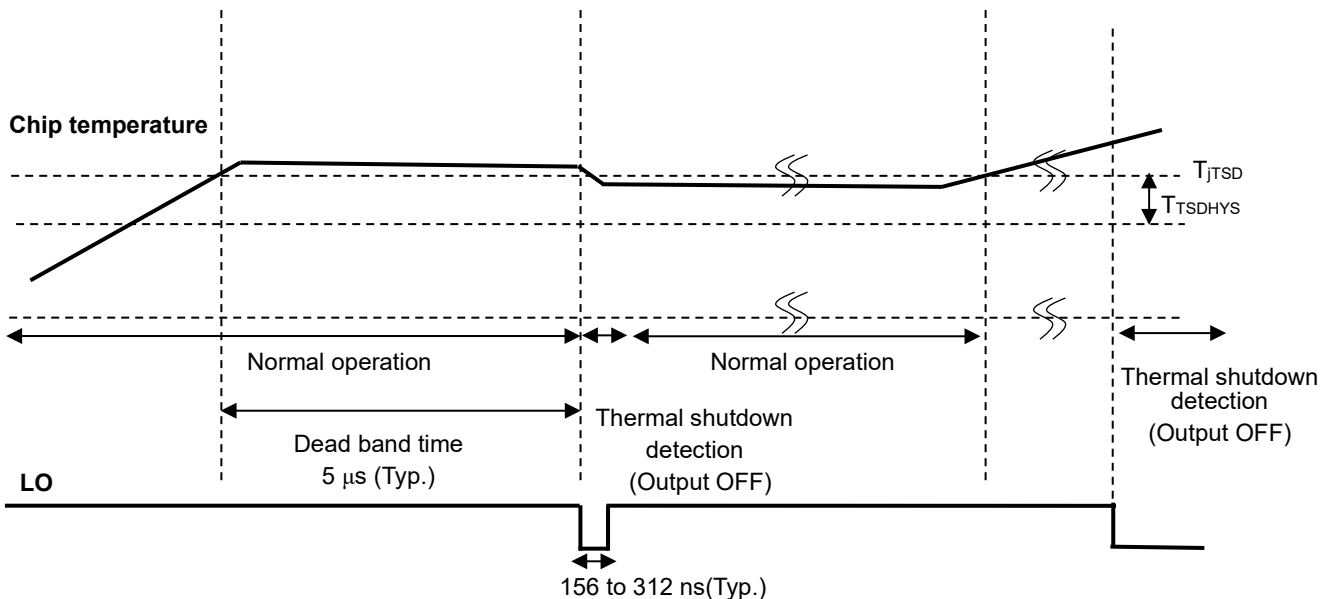 Chip temperature
TjTSD
TTSDHYS
Normal operation
Normal operation
Thermal shutdown
detection
(Output OFF)
Dead band time
5 μs (Typ.)
Thermal shutdown
detection
(Output OFF)
LO
156 to 312 ns(Typ.)